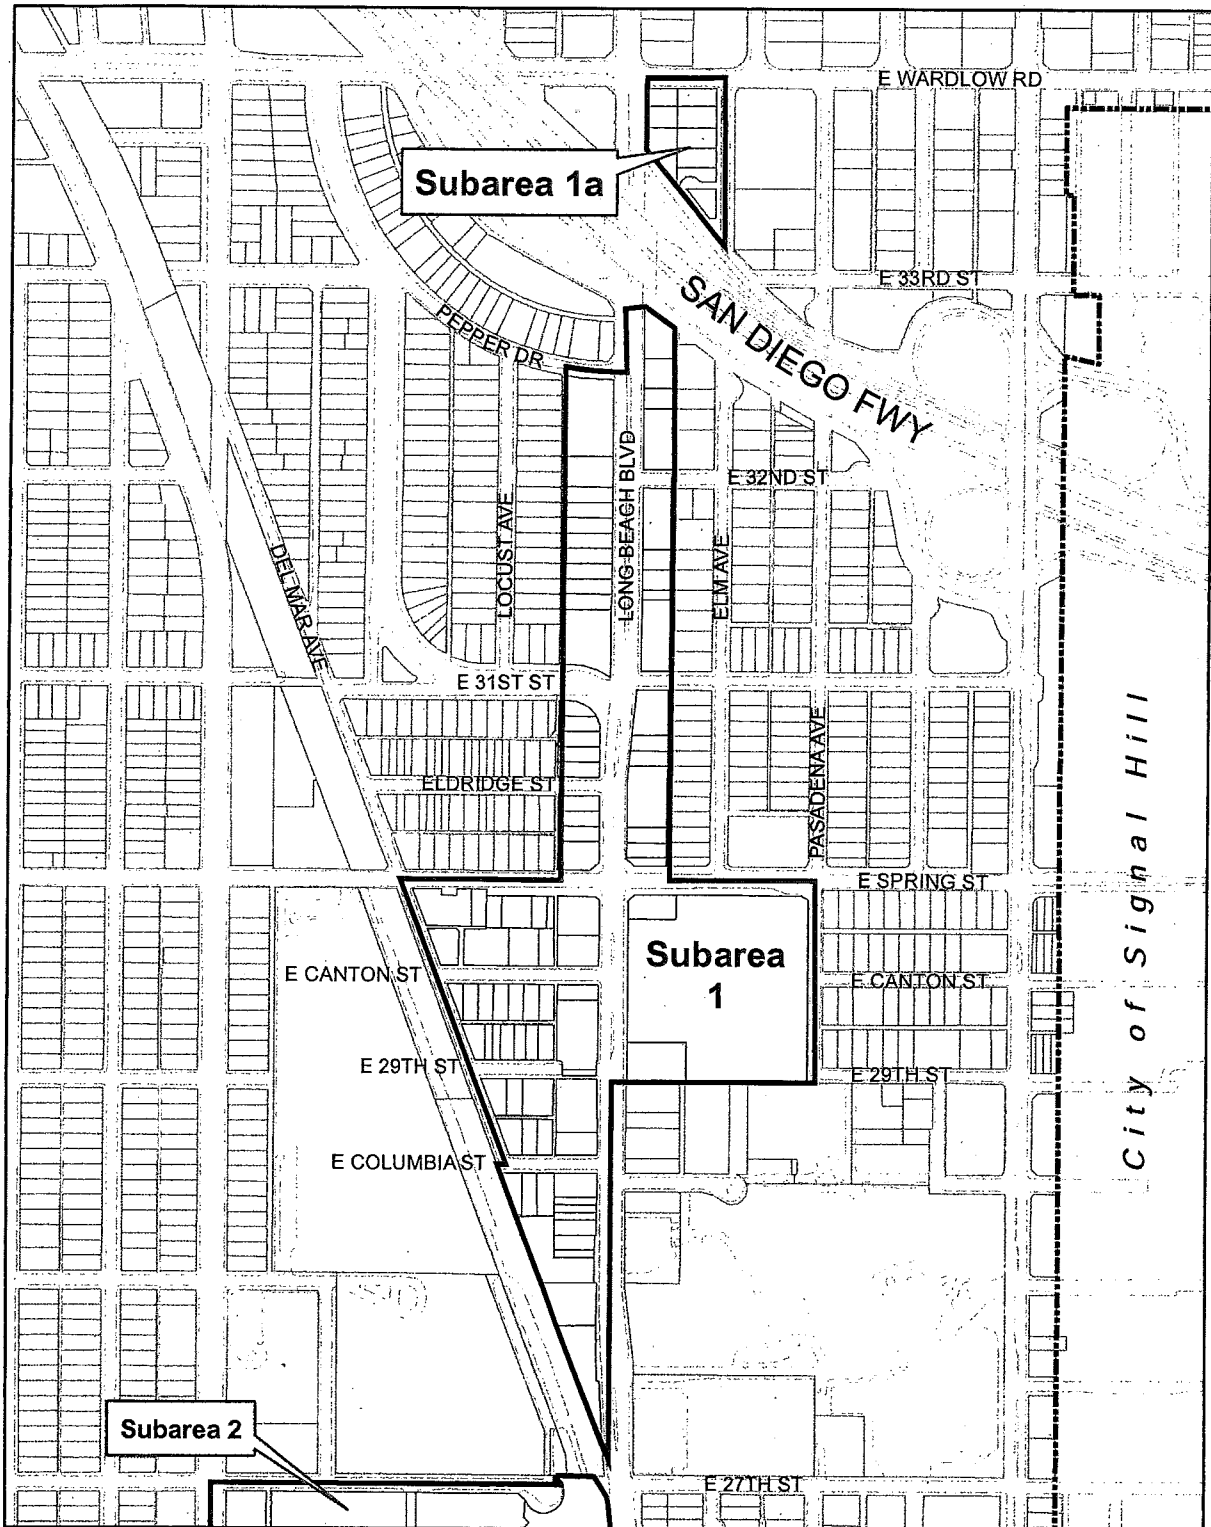 E WARDLOW RD
Subarea 1a
E 33RD ST
SAN DIEGO FWY
PEPPER DR
LONG BEACH BLVD
E 32ND ST
LOCUST AVE
ELM AVE
DEL MAR AVE
E 31ST ST
City of Signal Hill
PASADENA AVE
ELDRIDGE ST
E SPRING ST
Subarea
1
E CANTON ST
E CANTON ST
E 29TH ST
E 29TH ST
E COLUMBIA ST
Subarea 2
E 27TH ST